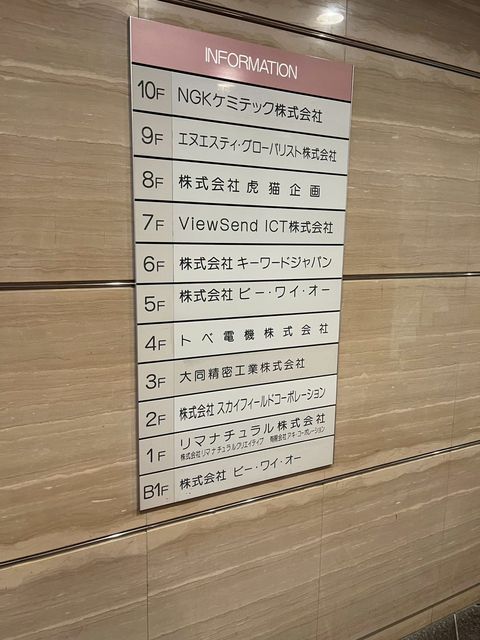 INFORMATION
10F NGKケミテック株式会社
9F エヌエスティ・グローバリスト株式会社
8F 株式会社 虎猫企画
7F ViewSend ICT株式会社
6F 株式会社 キーワードジャパン
5F 株式会社 ビー・ワイ・オー
4F トベ電機株式会社
3F 大同精密工業株式会社
2F 株式会社 スカイフィールドコーポレーション
1F リマナチュラル株式会社
株式会社リマナチュラルクリエイティブ 有限会社アキ・コーポレーション
B1F 株式会社 ビー・ワイ・オー